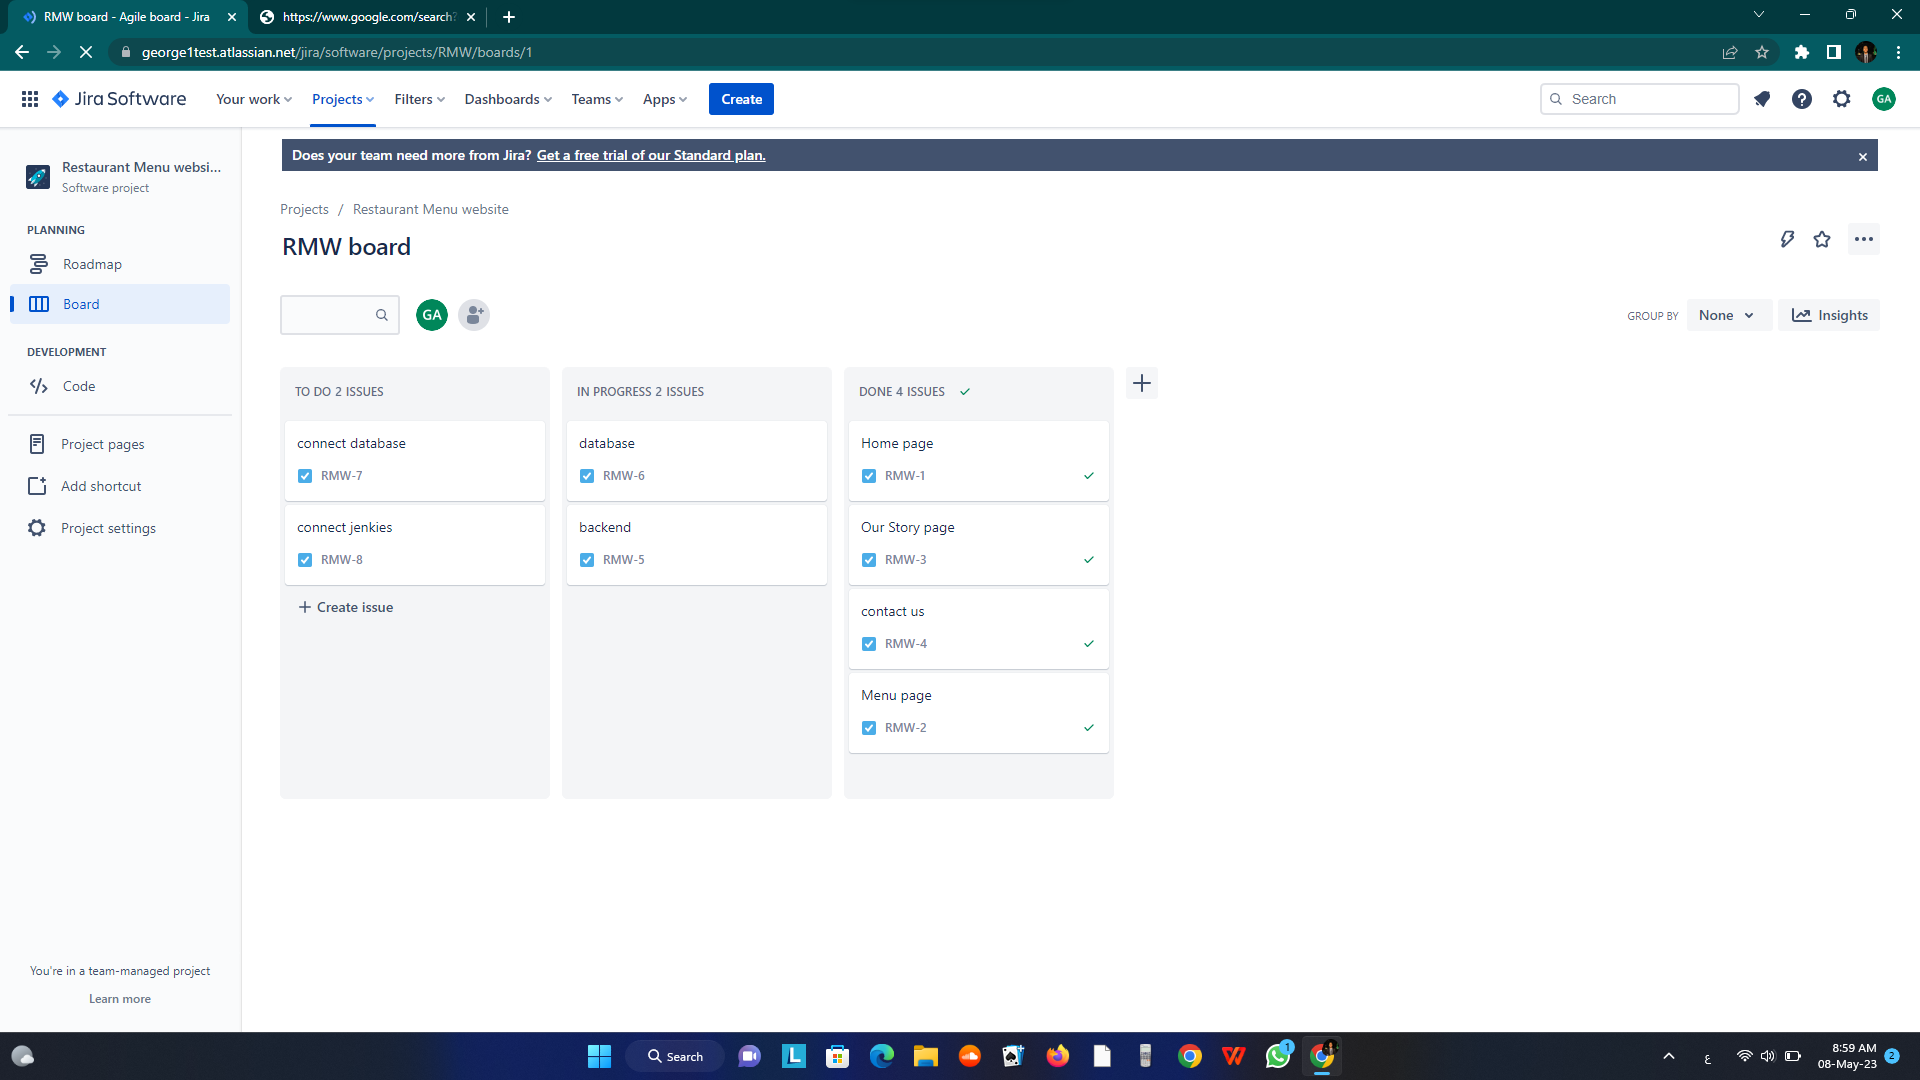 RMW board - Agile board - Jira
https://www.google.com/search?
george1test.atlassian.net/jira/software/projects/RMW/boards/1
Jira Software
Your work
Projects
Filters
Dashboards
Teams
Apps
Create
Search
GA
Restaurant Menu websi...
Software project
Does your team need more from Jira? Get a free trial of our Standard plan.
Projects / Restaurant Menu website
RMW board
PLANNING
Roadmap
Board
DEVELOPMENT
Code
Project pages
Add shortcut
Project settings
GA
GROUP BY
None
Insights
TO DO 2 ISSUES
connect database
RMW-7
connect jenkies
RMW-8
Create issue
IN PROGRESS 2 ISSUES
database
RMW-6
backend
RMW-5
DONE 4 ISSUES
Home page
RMW-1
Our Story page
RMW-3
contact us
RMW-4
Menu page
RMW-2
You're in a team-managed project
Learn more
Search
L
W
1
ع
8:59 AM
08-May-23
2